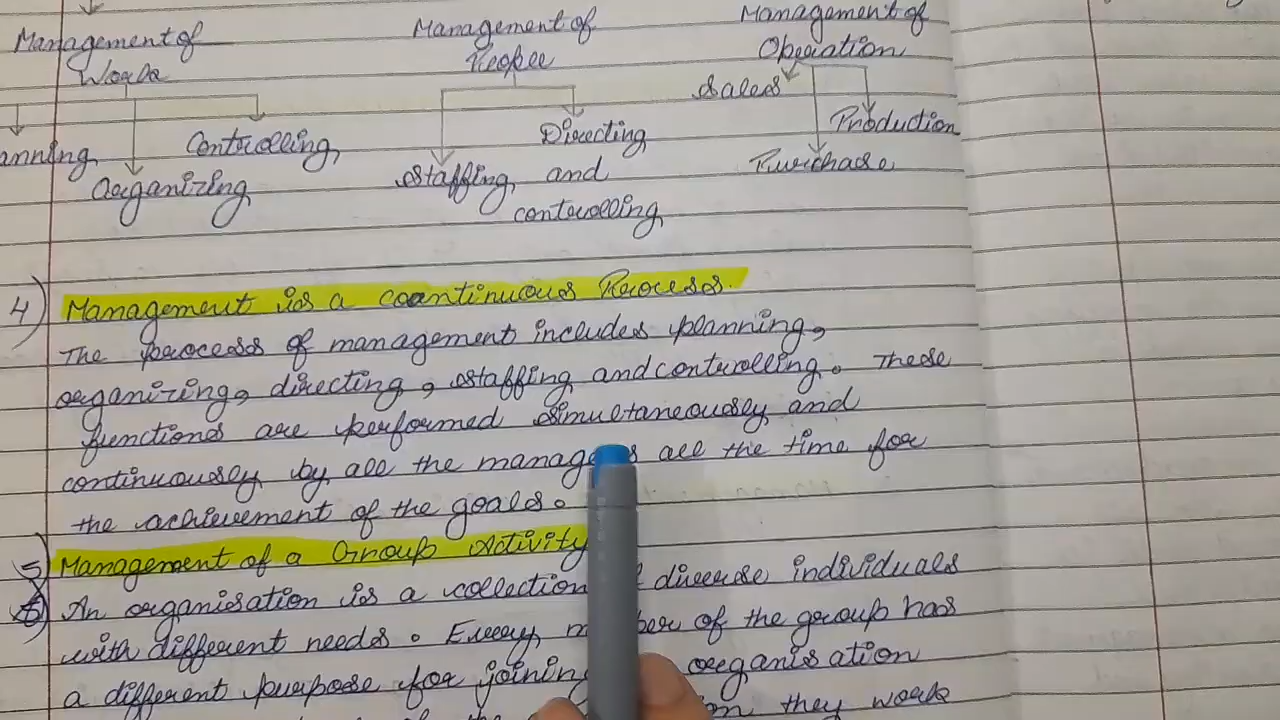 Management of Management of Management of
Work People Operation
Sales
anning Controlling Directing Production
Organizing Staffing and Purchase
controlling
4) Management is a coontinuous Process.
The process of management includes planning,
organizing, directing, staffing and controlling. These
functions are performed simultaneously and
continuously by all the manag s all the time for
the achievement of the goals.
5) Management of a Group Activity
An organisation is a collection diverse individuals
with different needs. Every m ber of the group has
a different purpose for joining organisation
on they work